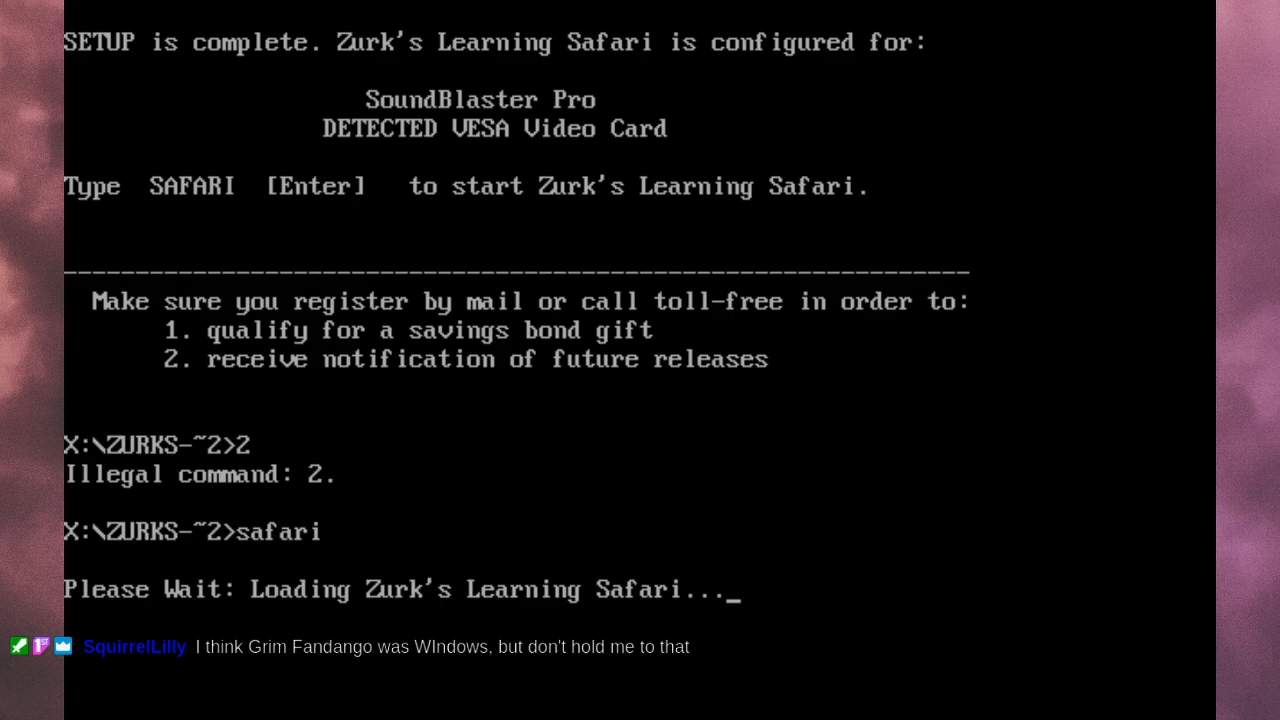 SETUP is complete. Zurk's Learning Safari is configured for:
SoundBlaster Pro
DETECTED VESA Video Card
Type SAFARI [Enter] to start Zurk's Learning Safari.
_______________________________________________________________
Make sure you register by mail or call toll-free in order to:
1. qualify for a savings bond gift
2. receive notification of future releases
X:\ZURKS-~2>2
Illegal command: 2.
X:\ZURKS-~2>safari
Please Wait: Loading Zurk's Learning Safari..._
1ST SquirrelLilly I think Grim Fandango was WIndows, but don't hold me to that